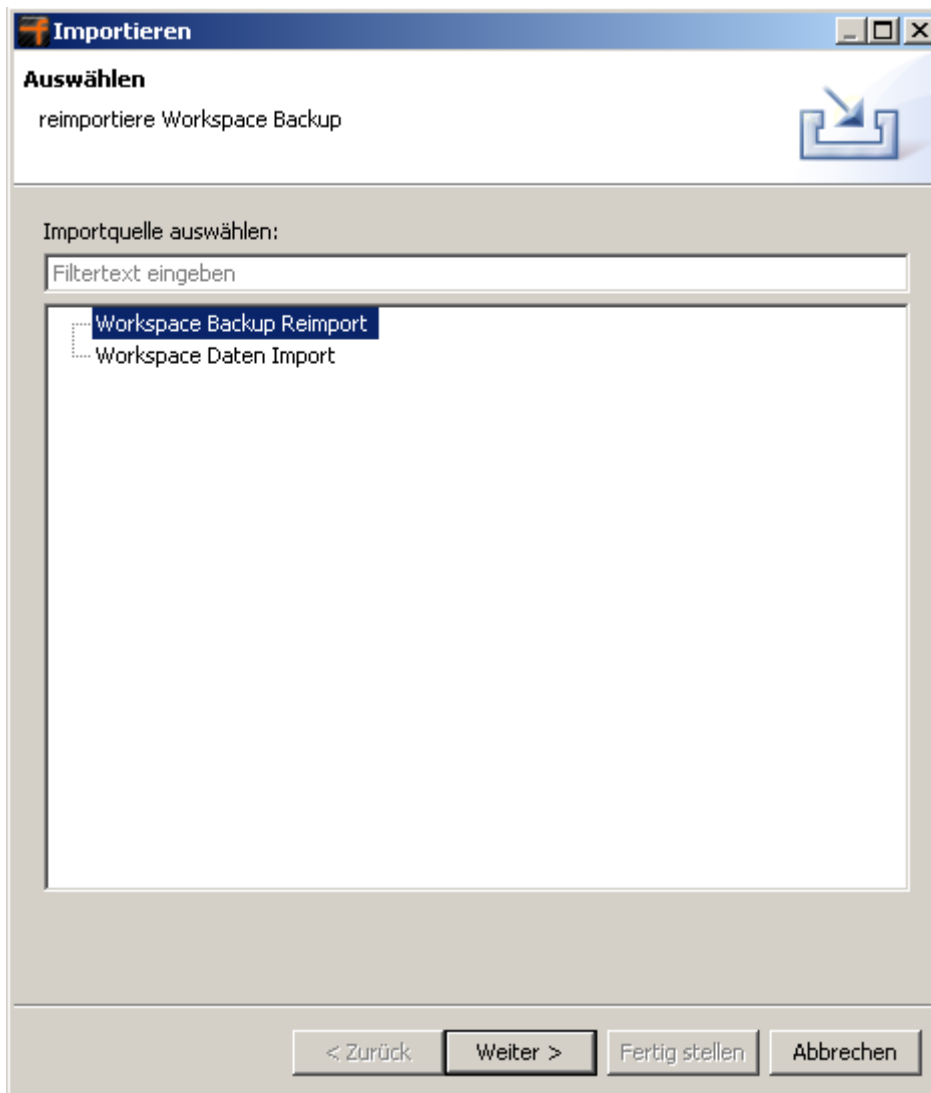 Importieren
Auswählen
reimportiere Workspace Backup
Importquelle auswählen:
Filtertext eingeben
Workspace Backup Reimport
Workspace Daten Import
< Zurück
Weiter >
Fertig stellen
Abbrechen